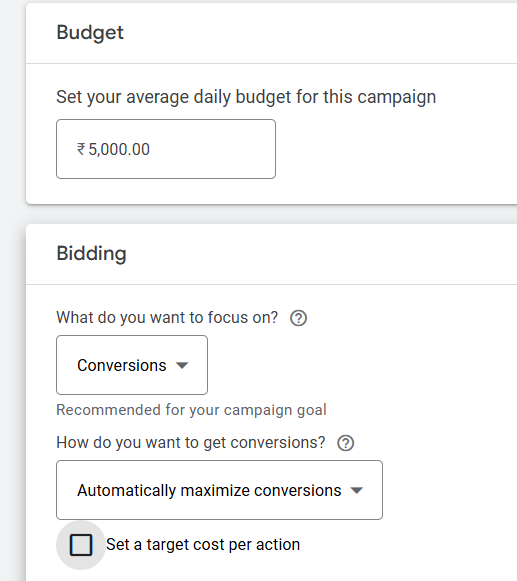 Budget
Set your average daily budget for this campaign
₹ 5,000.00
Bidding
What do you want to focus on?
Conversions
Recommended for your campaign goal
How do you want to get conversions?
Automatically maximize conversions
Set a target cost per action